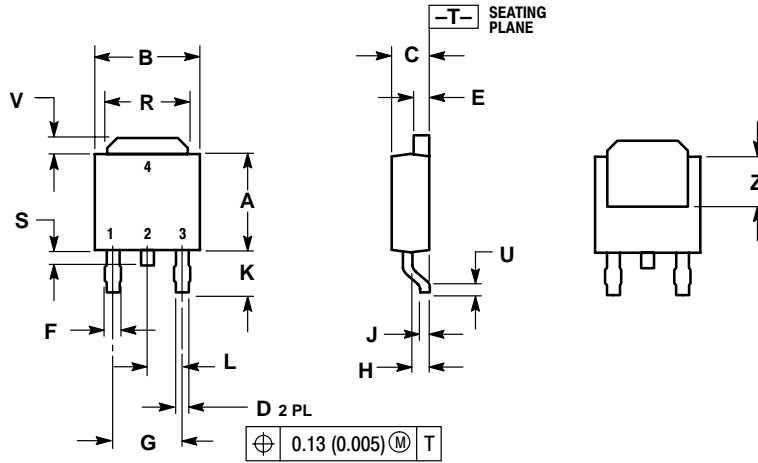 –T–
SEATING
PLANE
C
B
V
R
E
4
A
Z
S
1 2 3
U
K
F
J
L
H
D 2 PL
G
⌖ 0.13 (0.005) Ⓜ T